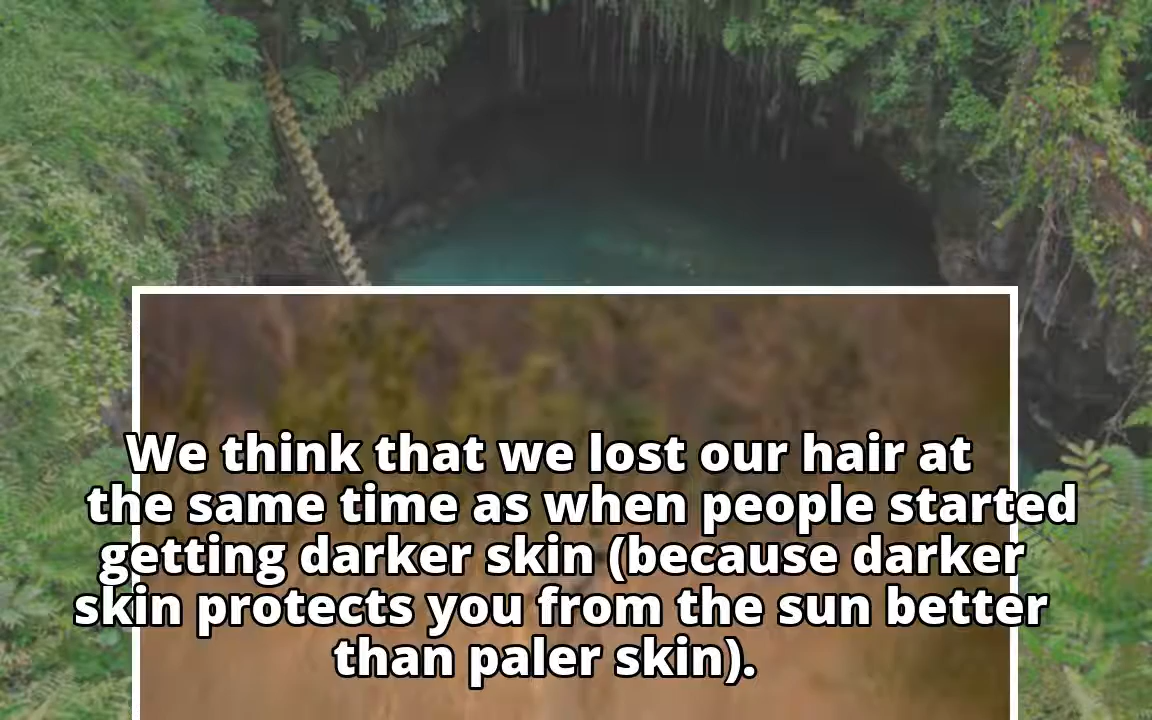 We think that we lost our hair at
the same time as when people started
getting darker skin (because darker
skin protects you from the sun better
than paler skin).